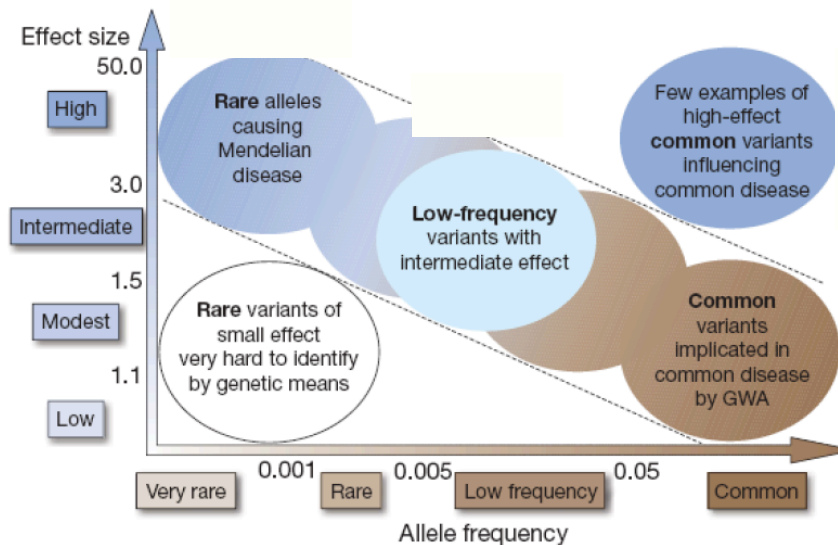 Effect size
50.0
High
3.0
Intermediate
1.5
Modest
1.1
Low
Rare alleles
causing
Mendelian
disease
Low-frequency
variants with
intermediate effect
Few examples of
high-effect
common variants
influencing
common disease
Rare variants of
small effect
very hard to identify
by genetic means
Common
variants
implicated in
common disease
by GWA
0.001
0.005
0.05
Very rare
Rare
Low frequency
Common
Allele frequency